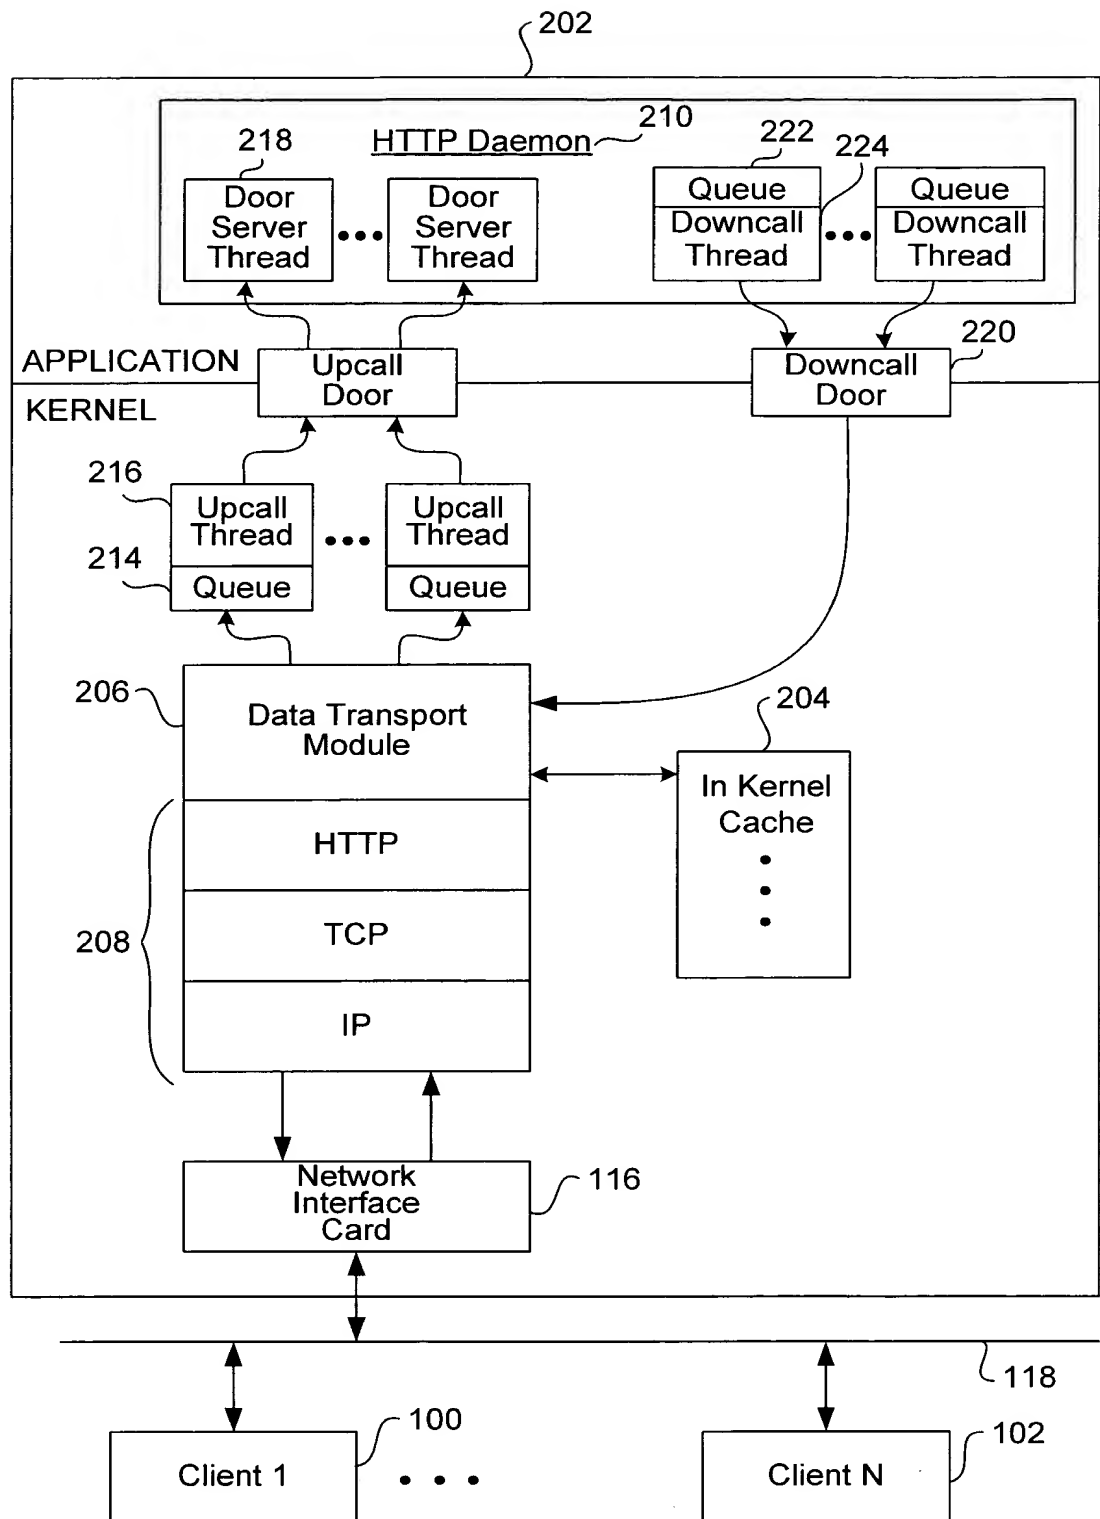 202
HTTP Daemon 210
218
222
224
Door
Server
Thread
Door
Server
Thread
Queue
Downcall
Thread
Queue
Downcall
Thread
APPLICATION
KERNEL
Upcall
Door
Downcall
Door
220
216
Upcall
Thread
Upcall
Thread
214
Queue
Queue
206
Data Transport
Module
204
In Kernel
Cache
208
HTTP
TCP
IP
Network
Interface
Card
116
118
100
102
Client 1
Client N